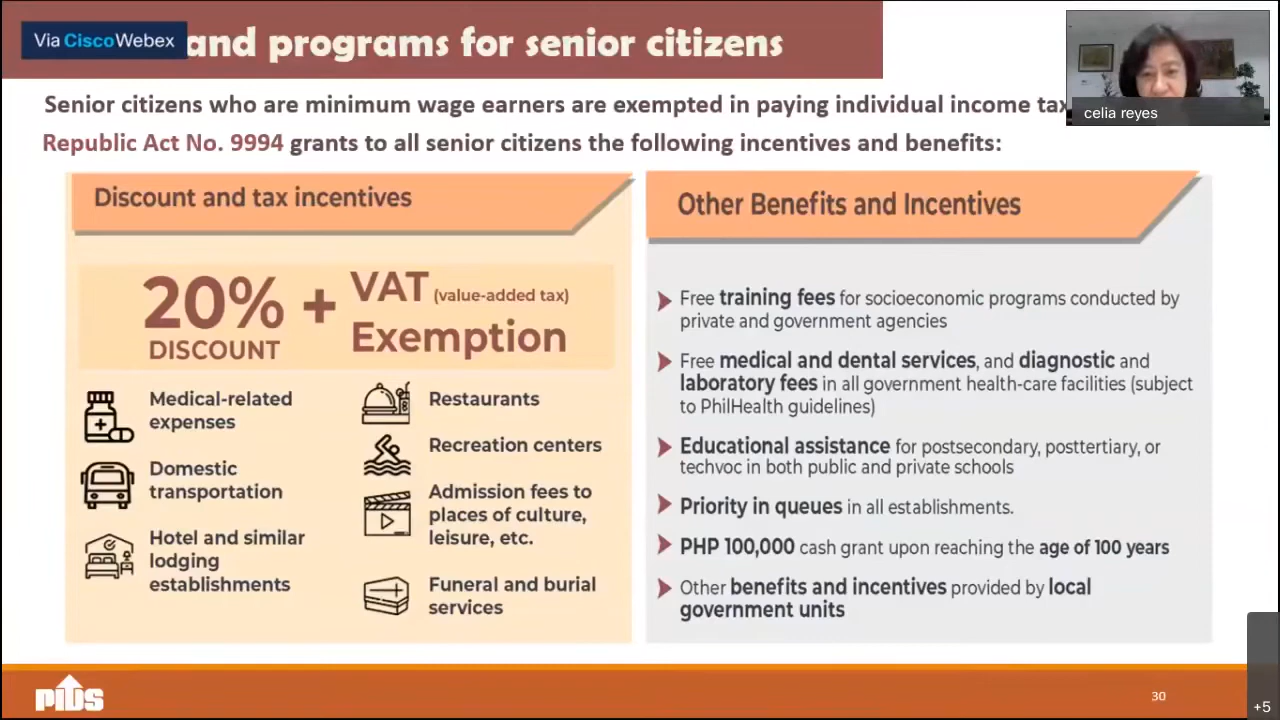 Via Cisco Webex
and programs for senior citizens
celia reyes
Senior citizens who are minimum wage earners are exempted in paying individual income tax
Republic Act No. 9994 grants to all senior citizens the following incentives and benefits:
Discount and tax incentives
20% DISCOUNT + VAT (value-added tax) Exemption
Medical-related
expenses
Domestic
transportation
Hotel and similar
lodging
establishments
Restaurants
Recreation centers
Admission fees to
places of culture,
leisure, etc.
Funeral and burial
services
Other Benefits and Incentives
Free training fees for socioeconomic programs conducted by
private and government agencies
Free medical and dental services, and diagnostic and
laboratory fees in all government health-care facilities (subject
to PhilHealth guidelines)
Educational assistance for postsecondary, posttertiary, or
techvoc in both public and private schools
Priority in queues in all establishments.
PHP 100,000 cash grant upon reaching the age of 100 years
Other benefits and incentives provided by local
government units
PIDS
30
+5